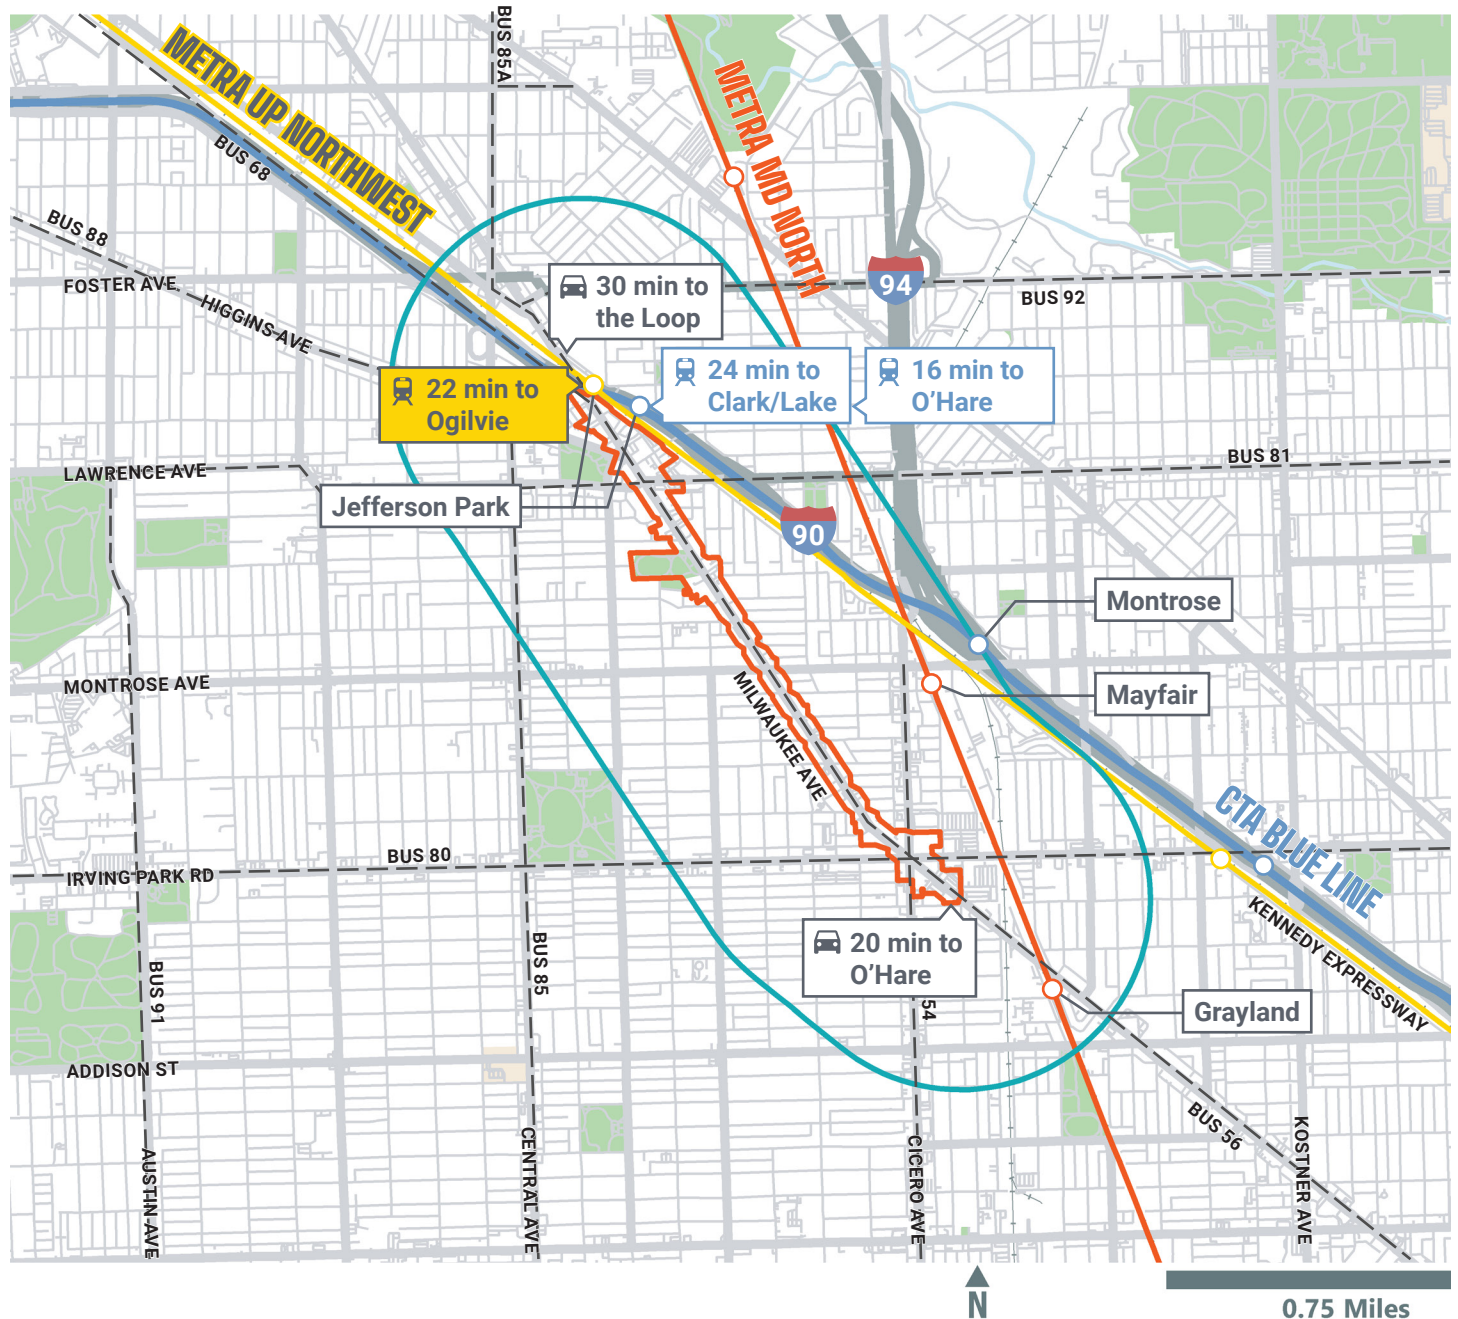 BUS 85A
METRA UP NORTHWEST
METRA MD NORTH
BUS 68
BUS 88
FOSTER AVE
HIGGINS AVE
30 min to
the Loop
94
BUS 92
22 min to
Ogilvie
24 min to
Clark/Lake
16 min to
O'Hare
LAWRENCE AVE
BUS 81
Jefferson Park
90
Montrose
MONTROSE AVE
Mayfair
MILWAUKEE AVE
CTA BLUE LINE
BUS 80
IRVING PARK RD
KENNEDY EXPRESSWAY
20 min to
O'Hare
BUS 91
BUS 85
54
Grayland
ADDISON ST
BUS 56
AUSTIN AVE
CENTRAL AVE
CICERO AVE
KOSTNER AVE
N
0.75 Miles